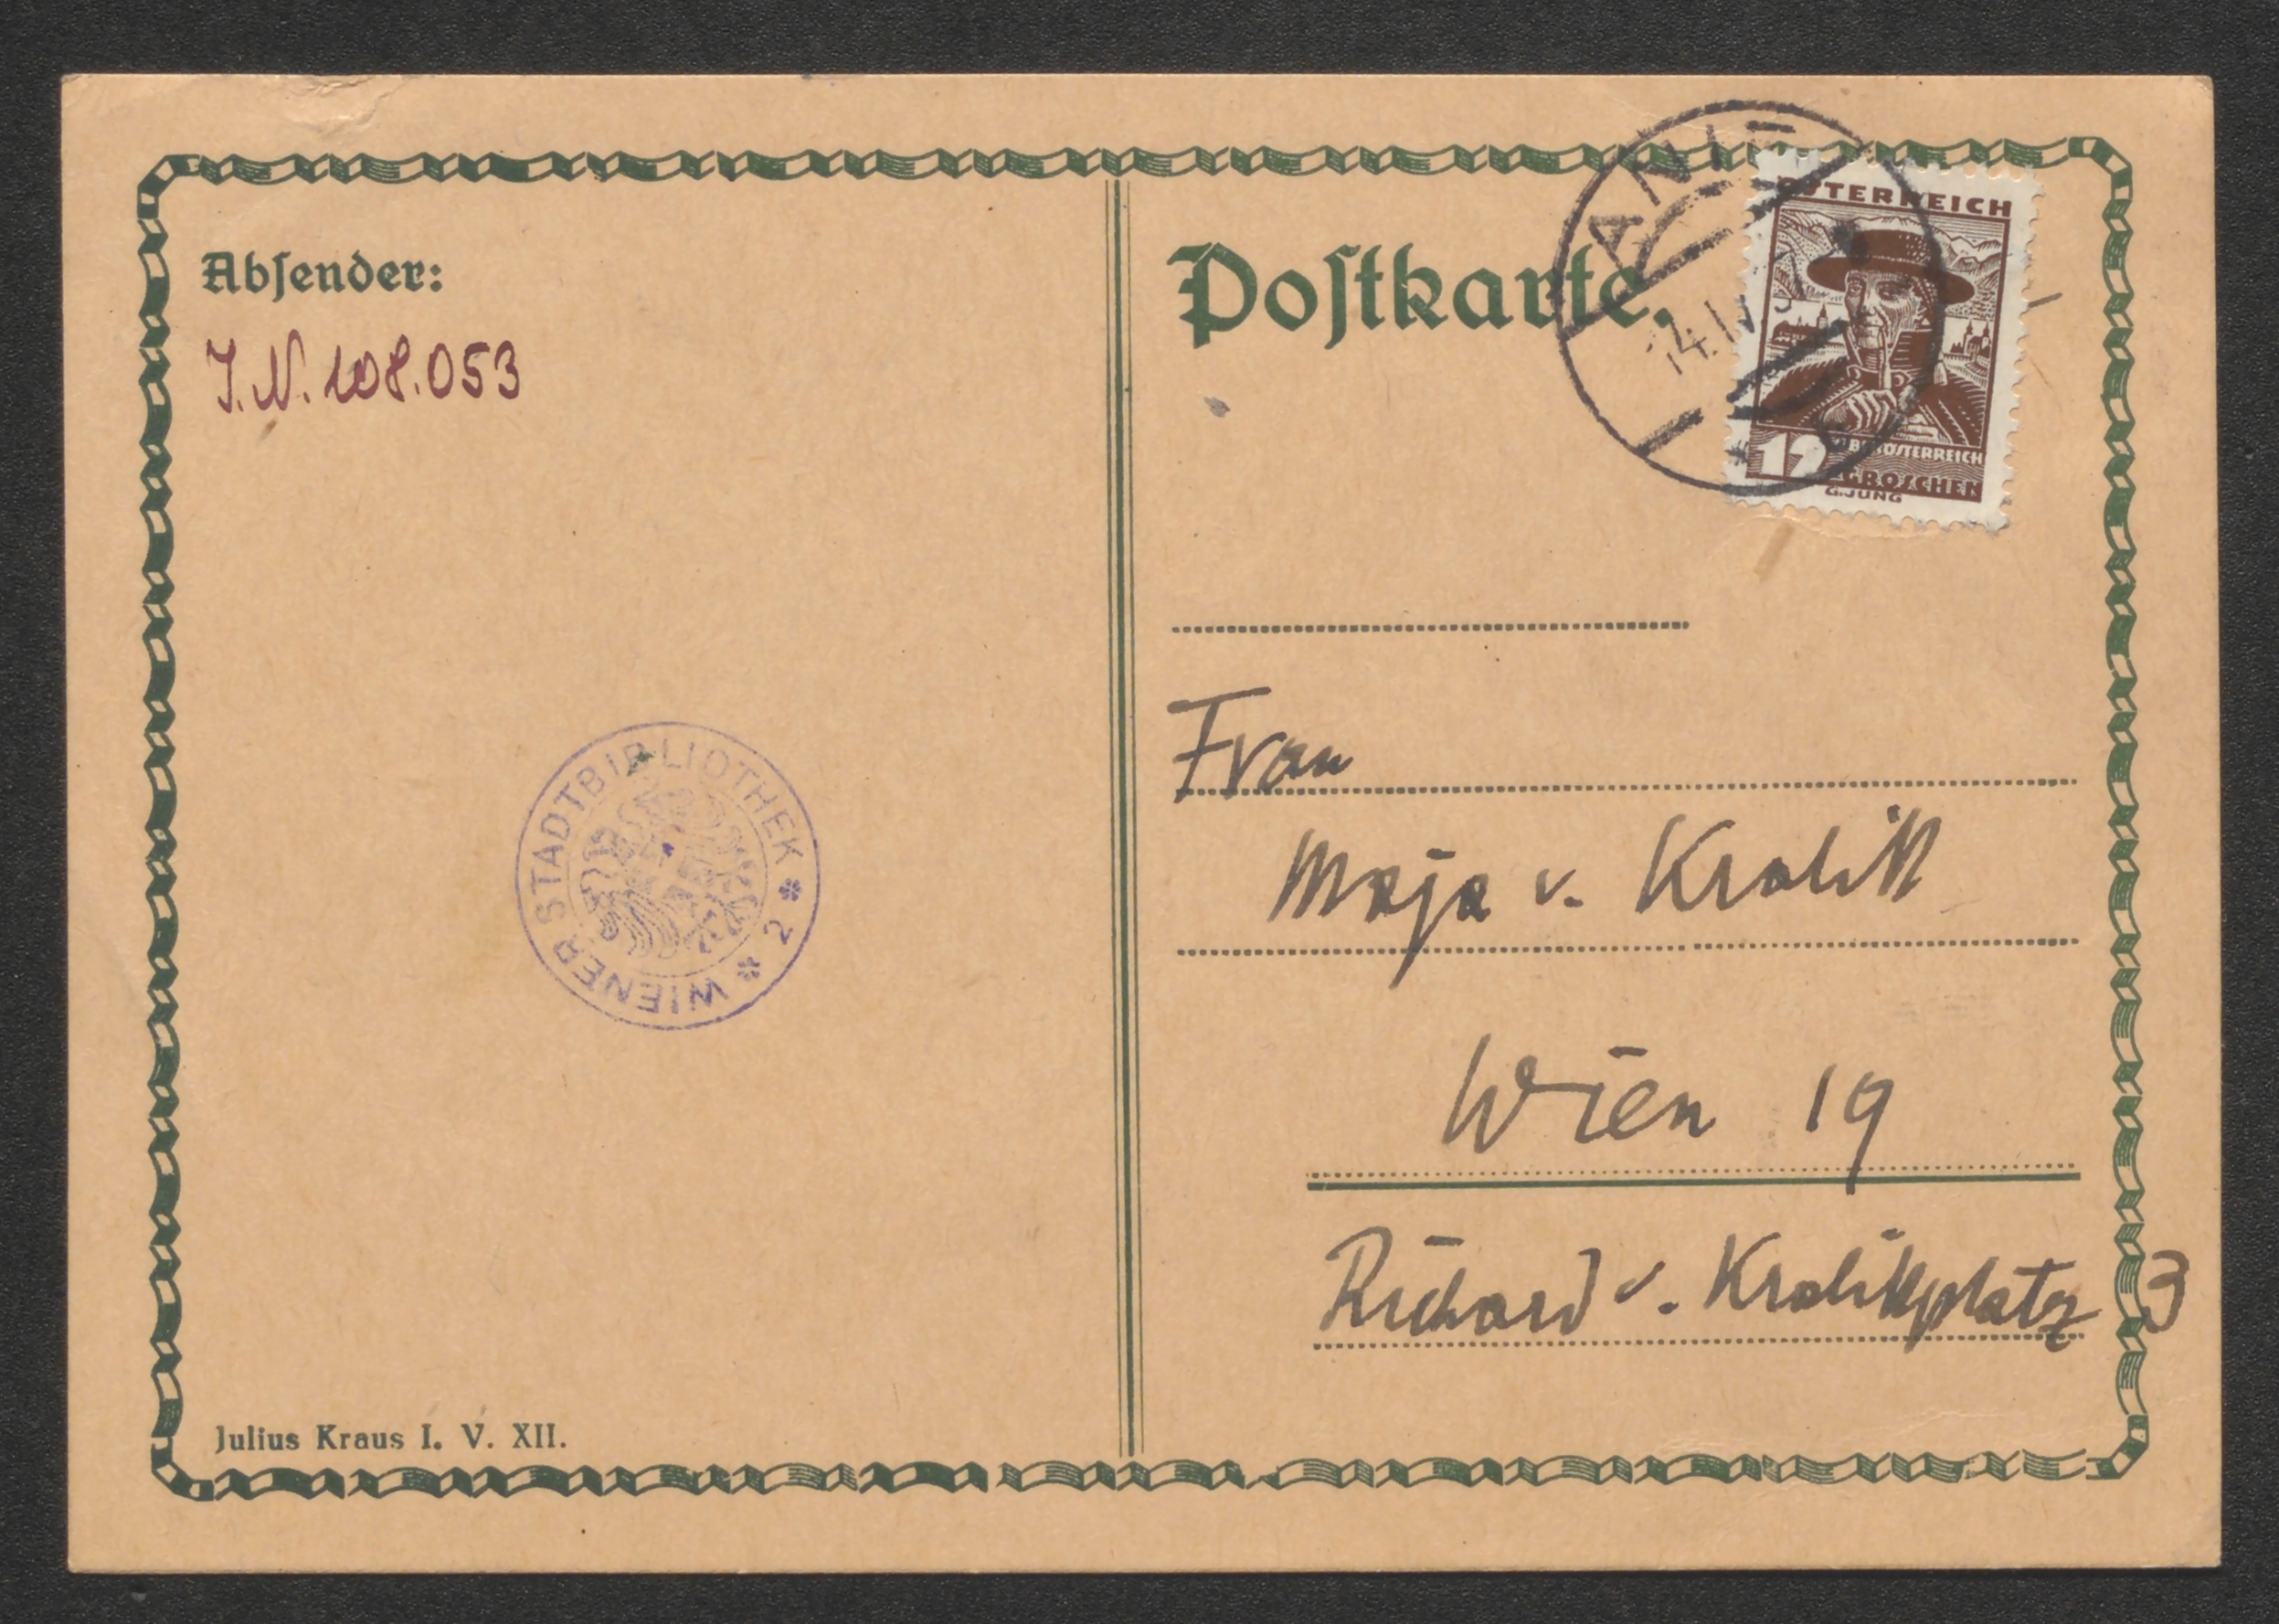 Absender:
J. N. 108.053
WIENER STADTBIBLIOTHEK * 2 *
Julius Kraus I. V. XII.
Postkarte.
ÖSTERREICH
12
OBERÖSTERREICH
GROSCHEN
G.JUNG
Frau
Maja v. Kralik
Wien 19
Richard v. Kralikplatz 3